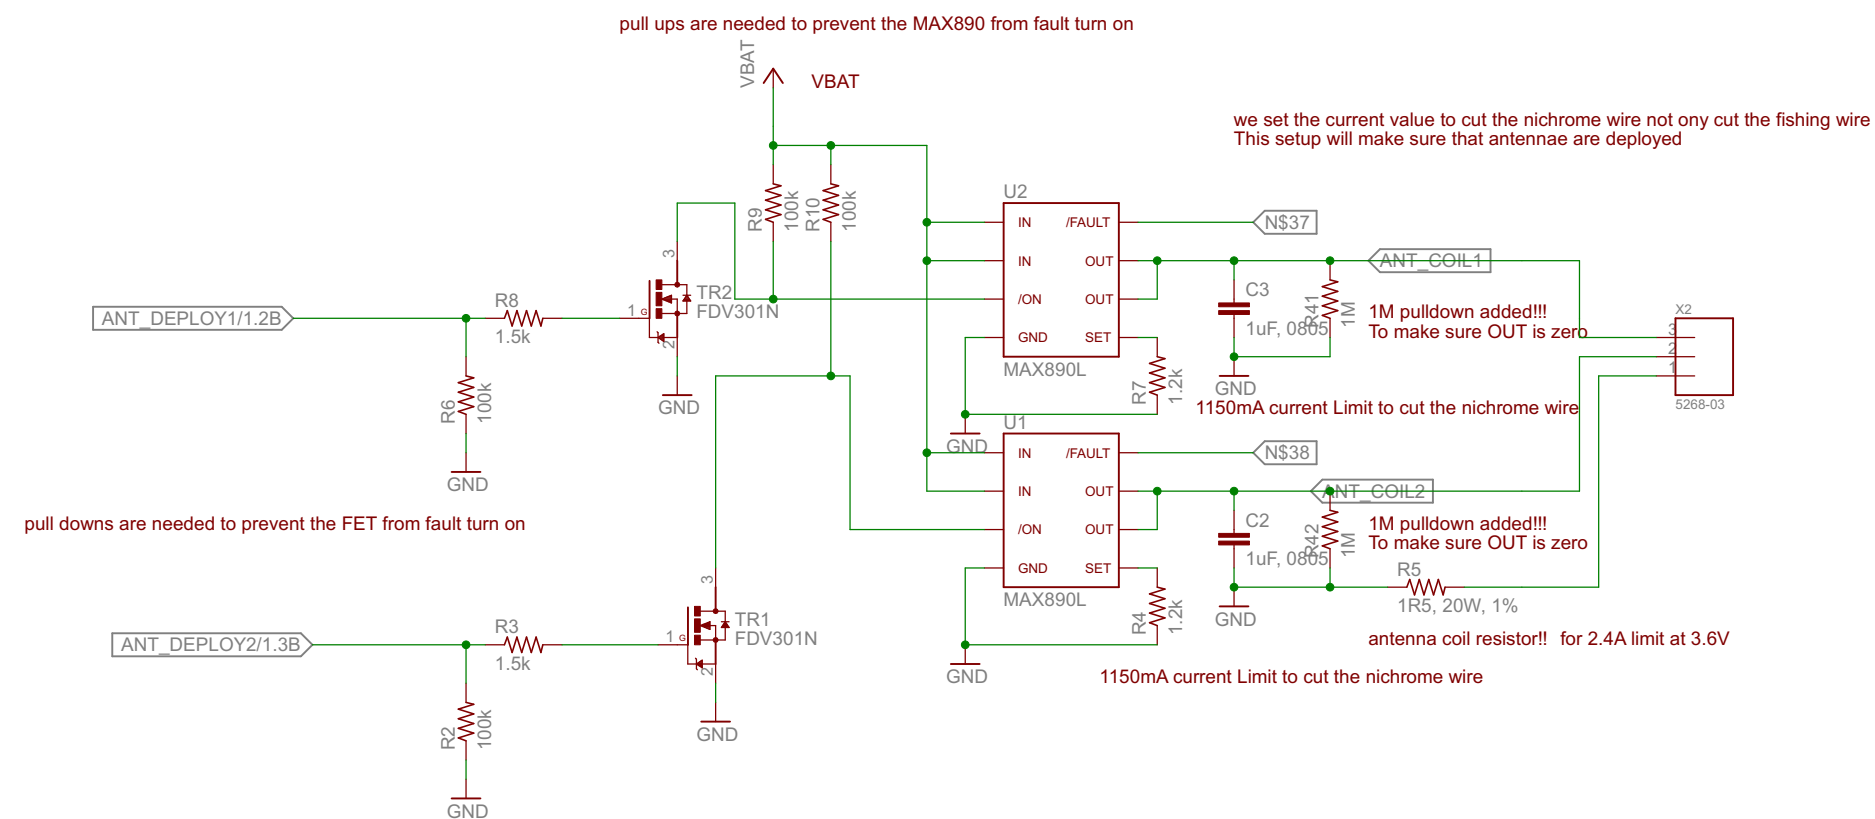 pull ups are needed to prevent the MAX890 from fault turn on
VBAT
VBAT
we set the current value to cut the nichrome wire not ony cut the fishing wire
This setup will make sure that antennae are deployed
R9
100k
R10
100k
U2
IN
/FAULT
N$37
IN
OUT
ANT_COIL1
/ON
OUT
GND
SET
MAX890L
3
1
G
2
TR2
FDV301N
ANT_DEPLOY1/1.2B
R8
1.5k
R6
100k
GND
GND
C3
1uF, 0805
R41
1M
1M pulldown added!!!
To make sure OUT is zero
X2
3
2
1
5268-03
R7
1.2k
GND
1150mA current Limit to cut the nichrome wire
GND
U1
IN
/FAULT
N$38
IN
OUT
ANT_COIL2
/ON
OUT
GND
SET
MAX890L
pull downs are needed to prevent the FET from fault turn on
C2
1uF, 0805
R42
1M
1M pulldown added!!!
To make sure OUT is zero
R5
1R5, 20W, 1%
antenna coil resistor!! for 2.4A limit at 3.6V
R4
1.2k
GND
GND
1150mA current Limit to cut the nichrome wire
3
1
G
2
TR1
FDV301N
ANT_DEPLOY2/1.3B
R3
1.5k
R2
100k
GND
GND